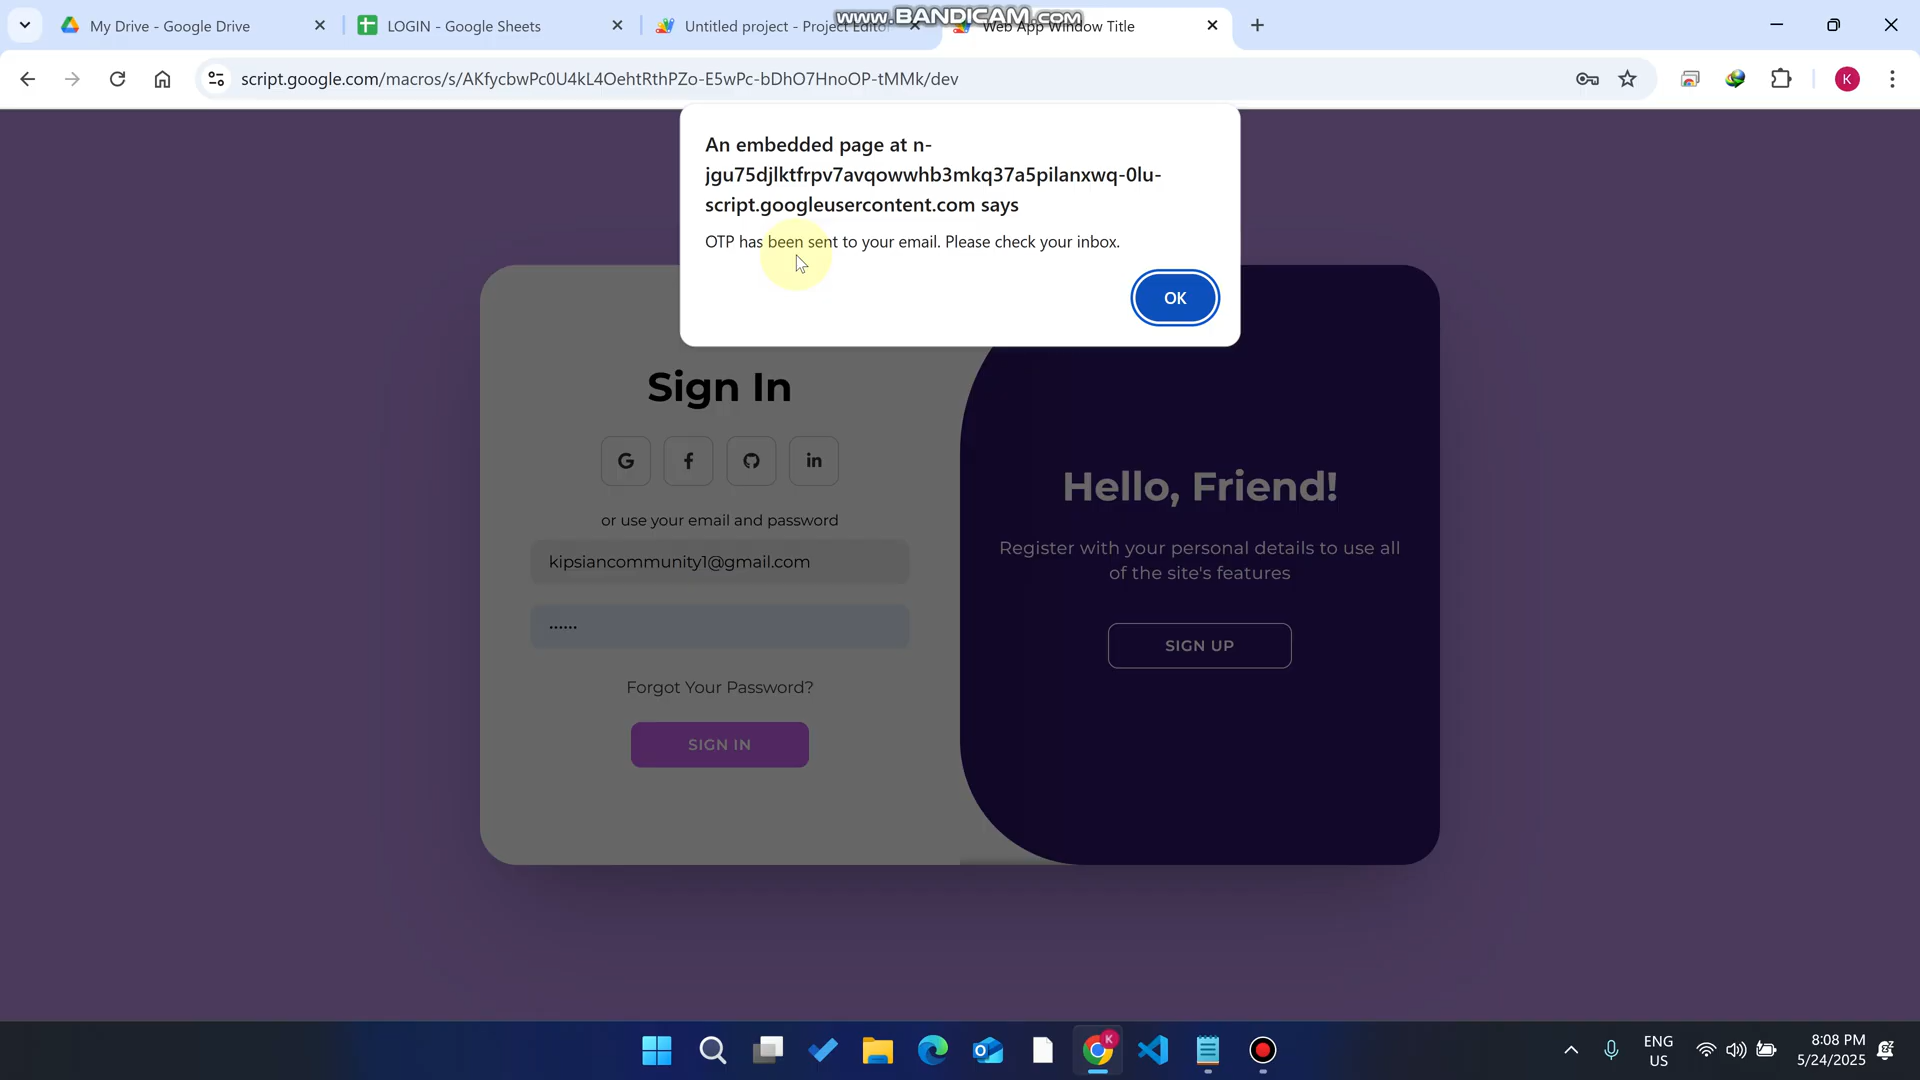 My Drive - Google Drive
LOGIN - Google Sheets
Untitled project - Project Editor
Web App Window Title
www.BANDICAM.com
script.google.com/macros/s/AKfycbwPc0U4kL4OehtRthPZo-E5wPc-bDhO7HnoOP-tMMk/dev
K
An embedded page at n-
jgu75djlktfrpv7avqowwhb3mkq37a5pilanxwq-0lu-
script.googleusercontent.com says
OTP has been sent to your email. Please check your inbox.
OK
Sign In
G
f
in
or use your email and password
kipsiancommunity1@gmail.com
Forgot Your Password?
SIGN IN
Hello, Friend!
Register with your personal details to use all
of the site's features
SIGN UP
K
ENG
US
8:08 PM
5/24/2025